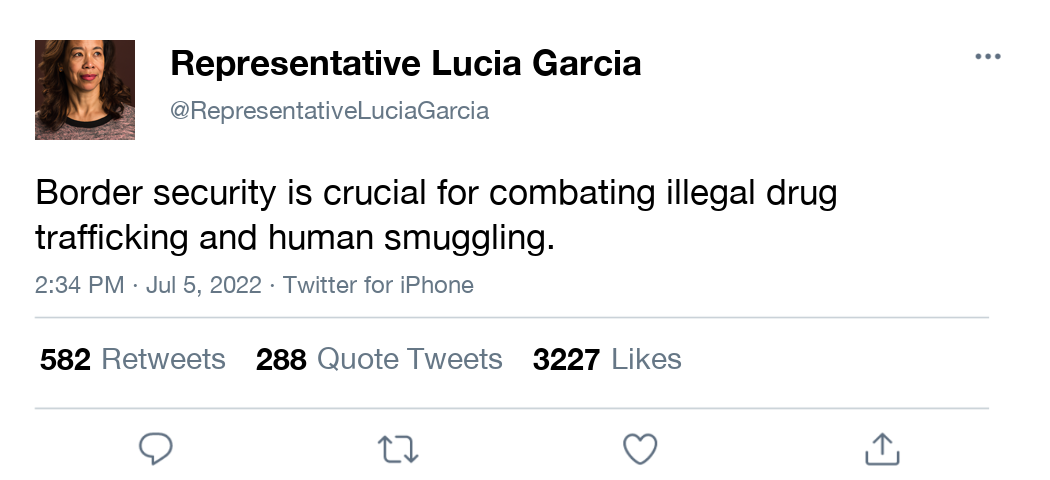 Representative Lucia Garcia
@RepresentativeLuciaGarcia
Border security is crucial for combating illegal drug
trafficking and human smuggling.
2:34 PM · Jul 5, 2022 · Twitter for iPhone
582 Retweets 288 Quote Tweets 3227 Likes